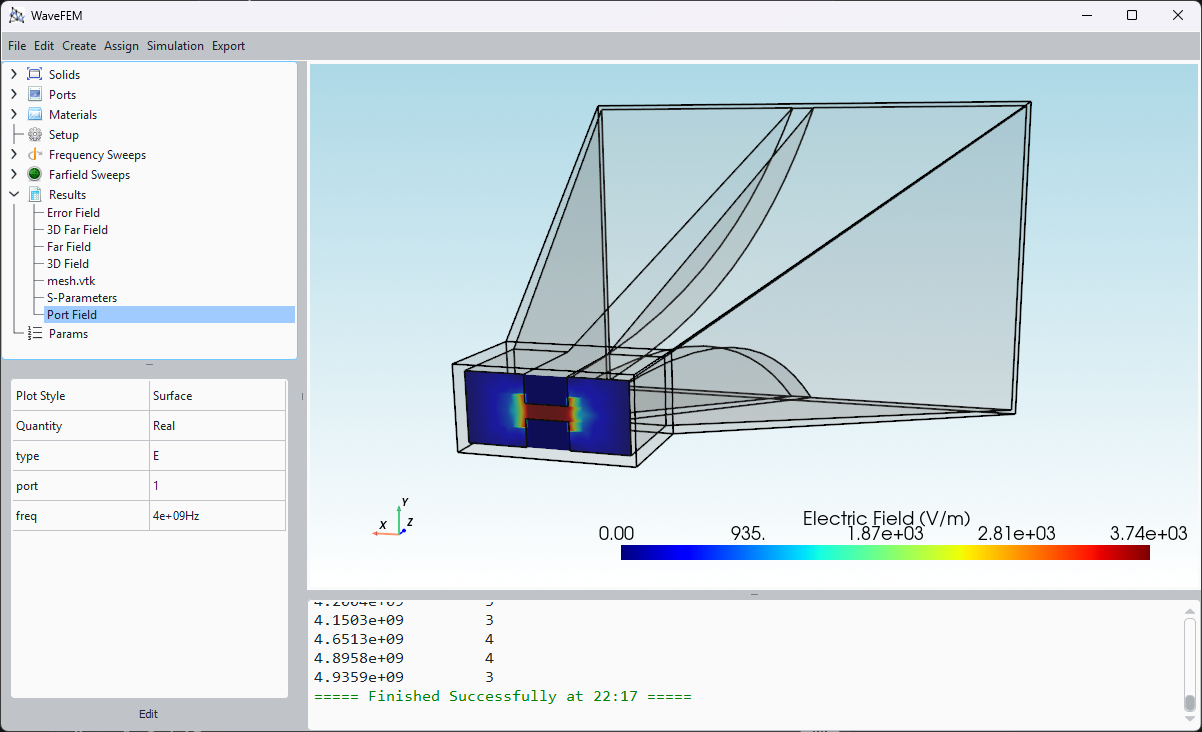 WaveFEM
File Edit Create Assign Simulation Export
Solids
Ports
Materials
Setup
Frequency Sweeps
Farfield Sweeps
Results
Error Field
3D Far Field
Far Field
3D Field
mesh.vtk
S-Parameters
Port Field
Params
Plot Style Surface
Quantity Real
type E
port 1
freq 4e+09Hz
Edit
Y
X Z
Electric Field (V/m)
0.00 935. 1.87e+03 2.81e+03 3.74e+03
4.1503e+09 3
4.6513e+09 4
4.8958e+09 4
4.9359e+09 3
===== Finished Successfully at 22:17 =====